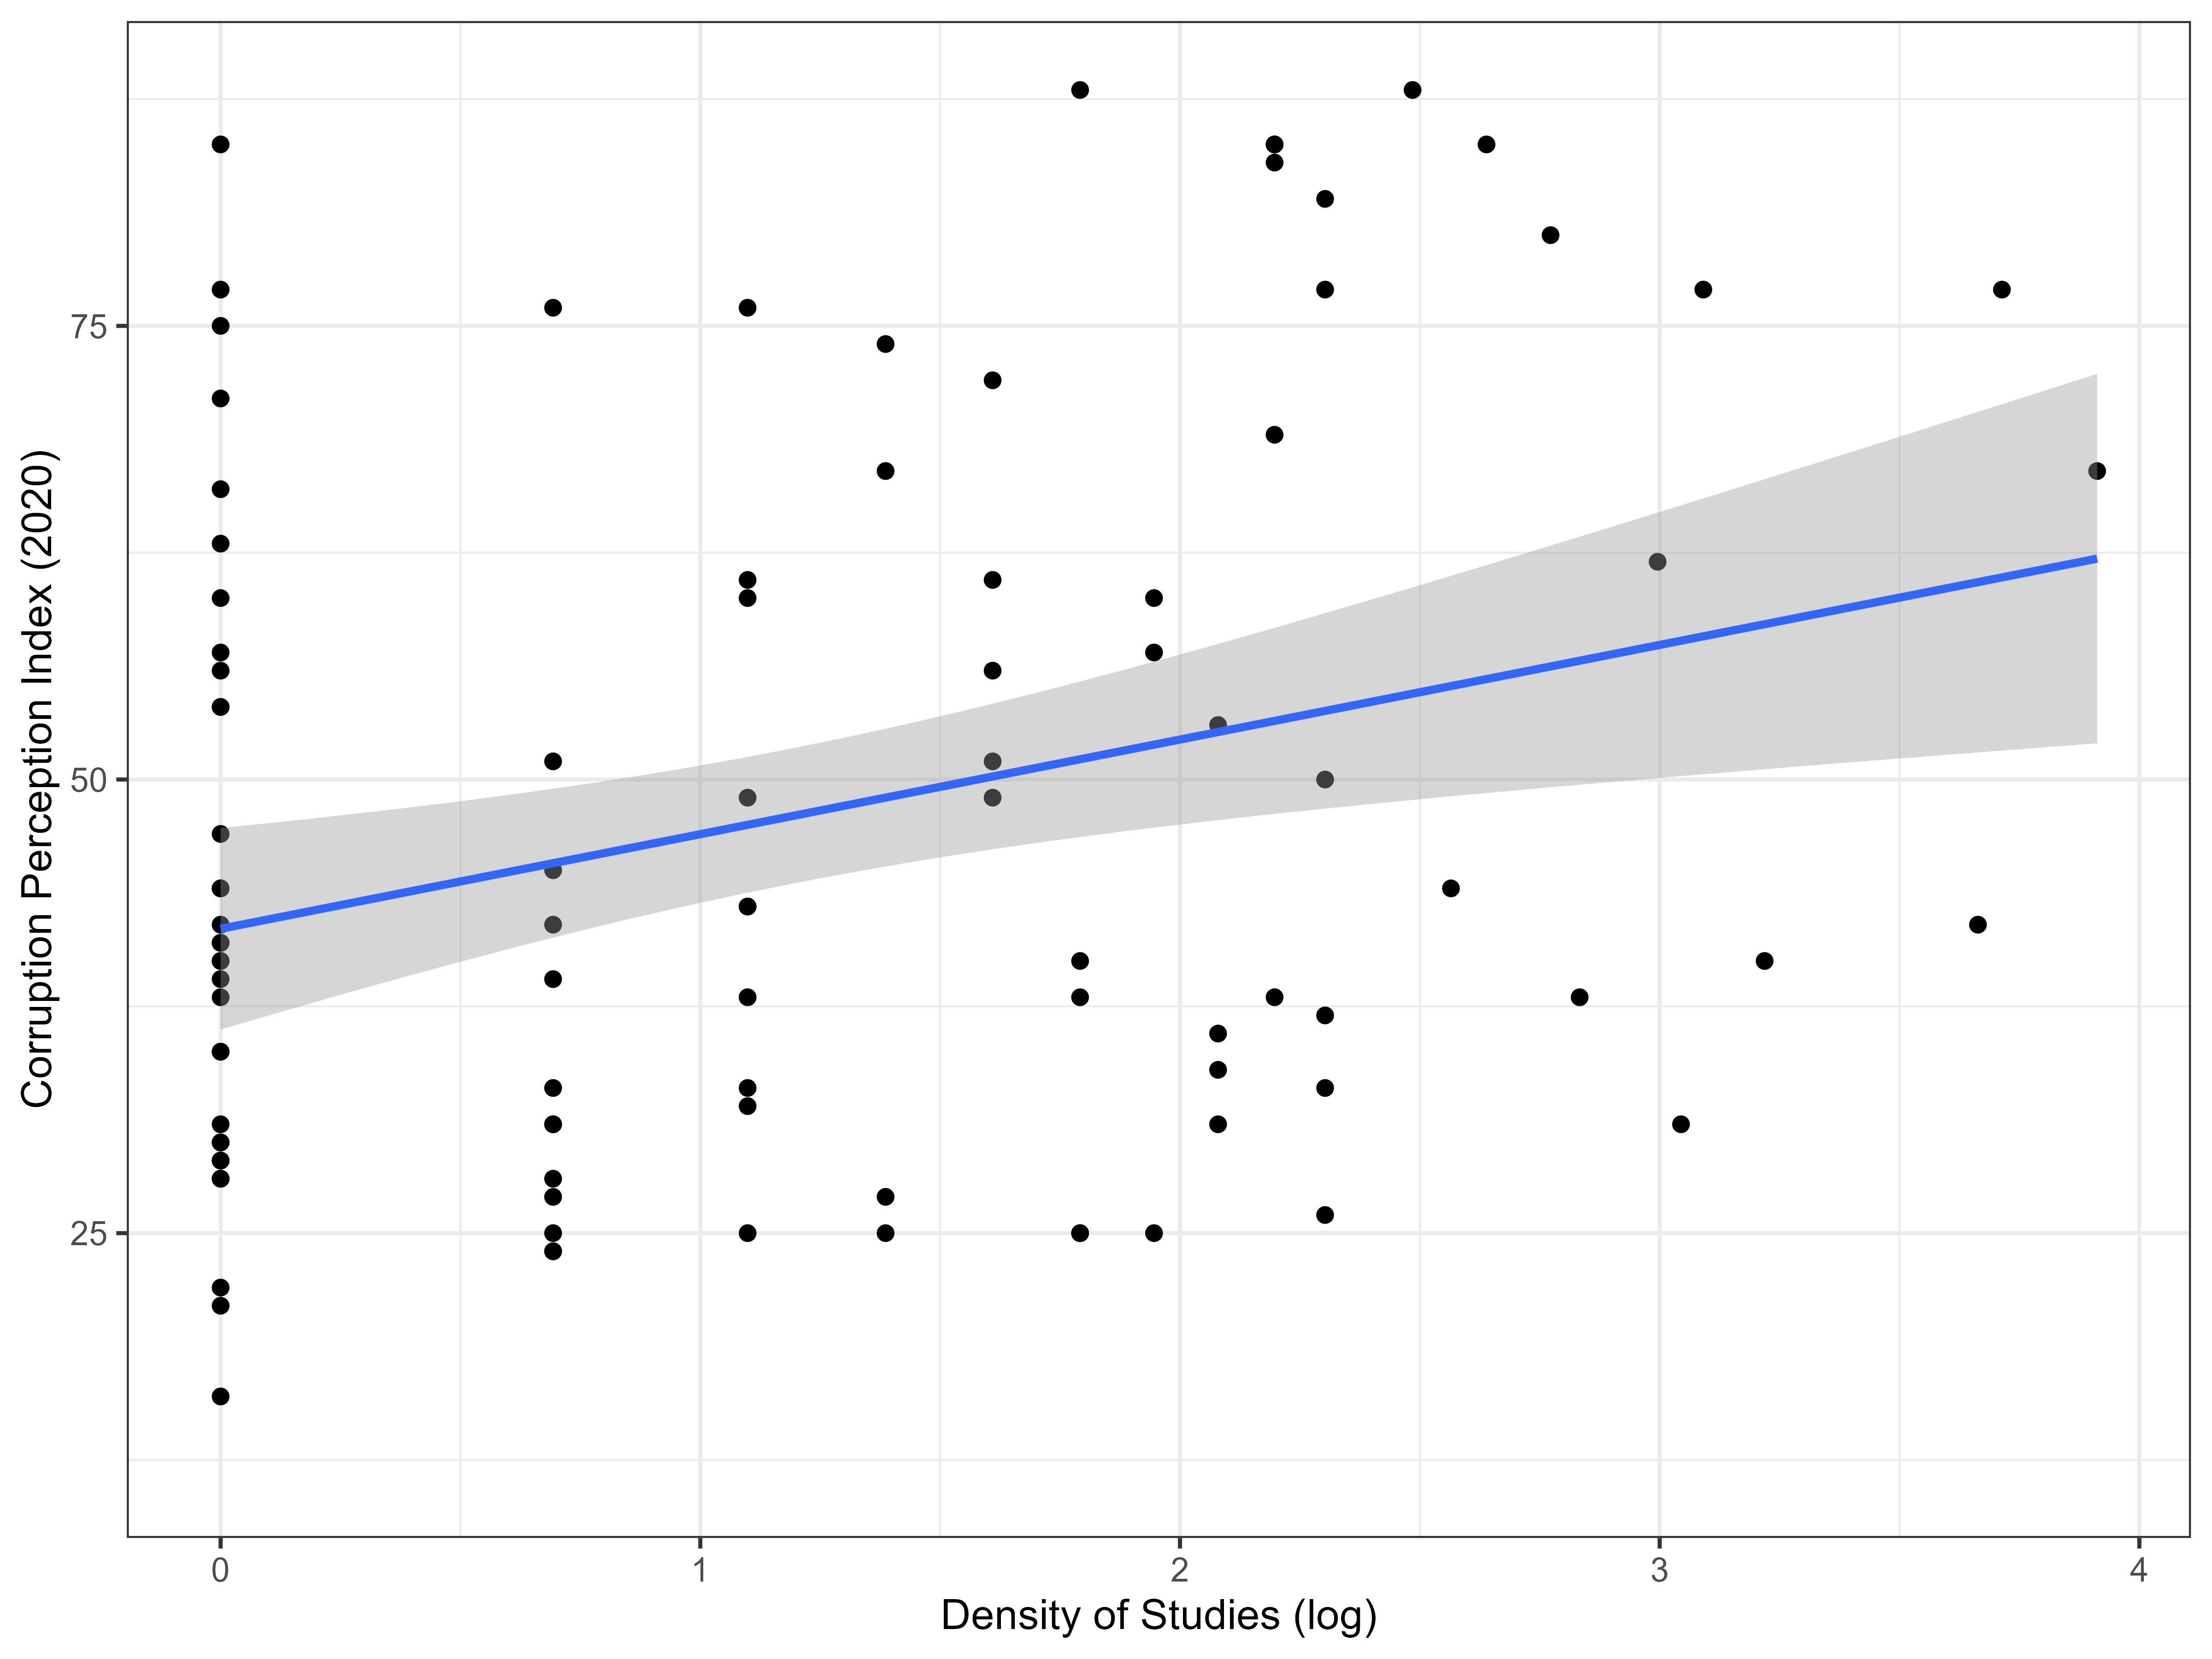 75
50
25
Corruption Perception Index (2020)
0 1 2 3 4
Density of Studies (log)